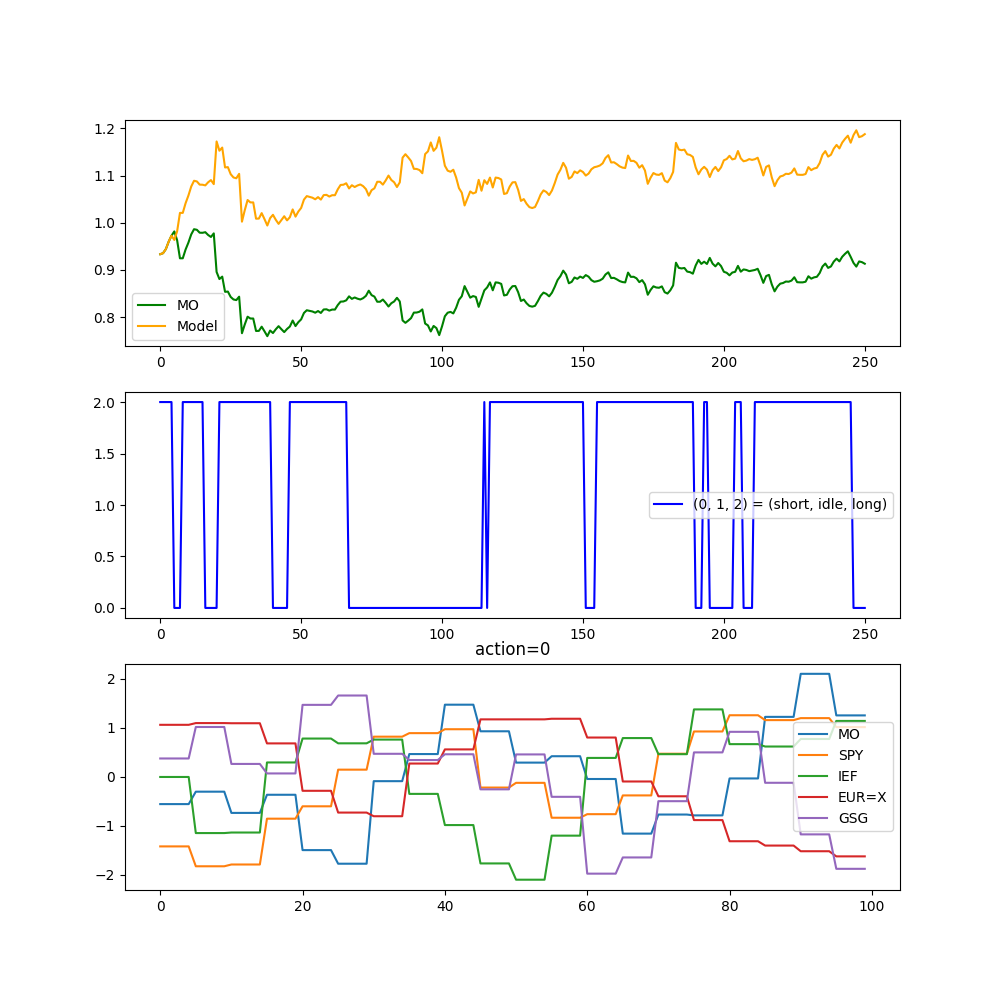 1.2
1.1
1.0
0.9
0.8
MO
Model
0 50 100 150 200 250
2.0
1.5
1.0
0.5
0.0
(0, 1, 2) = (short, idle, long)
0 50 100 150 200 250
action=0
2
1
0
−1
−2
MO
SPY
IEF
EUR=X
GSG
0 20 40 60 80 100